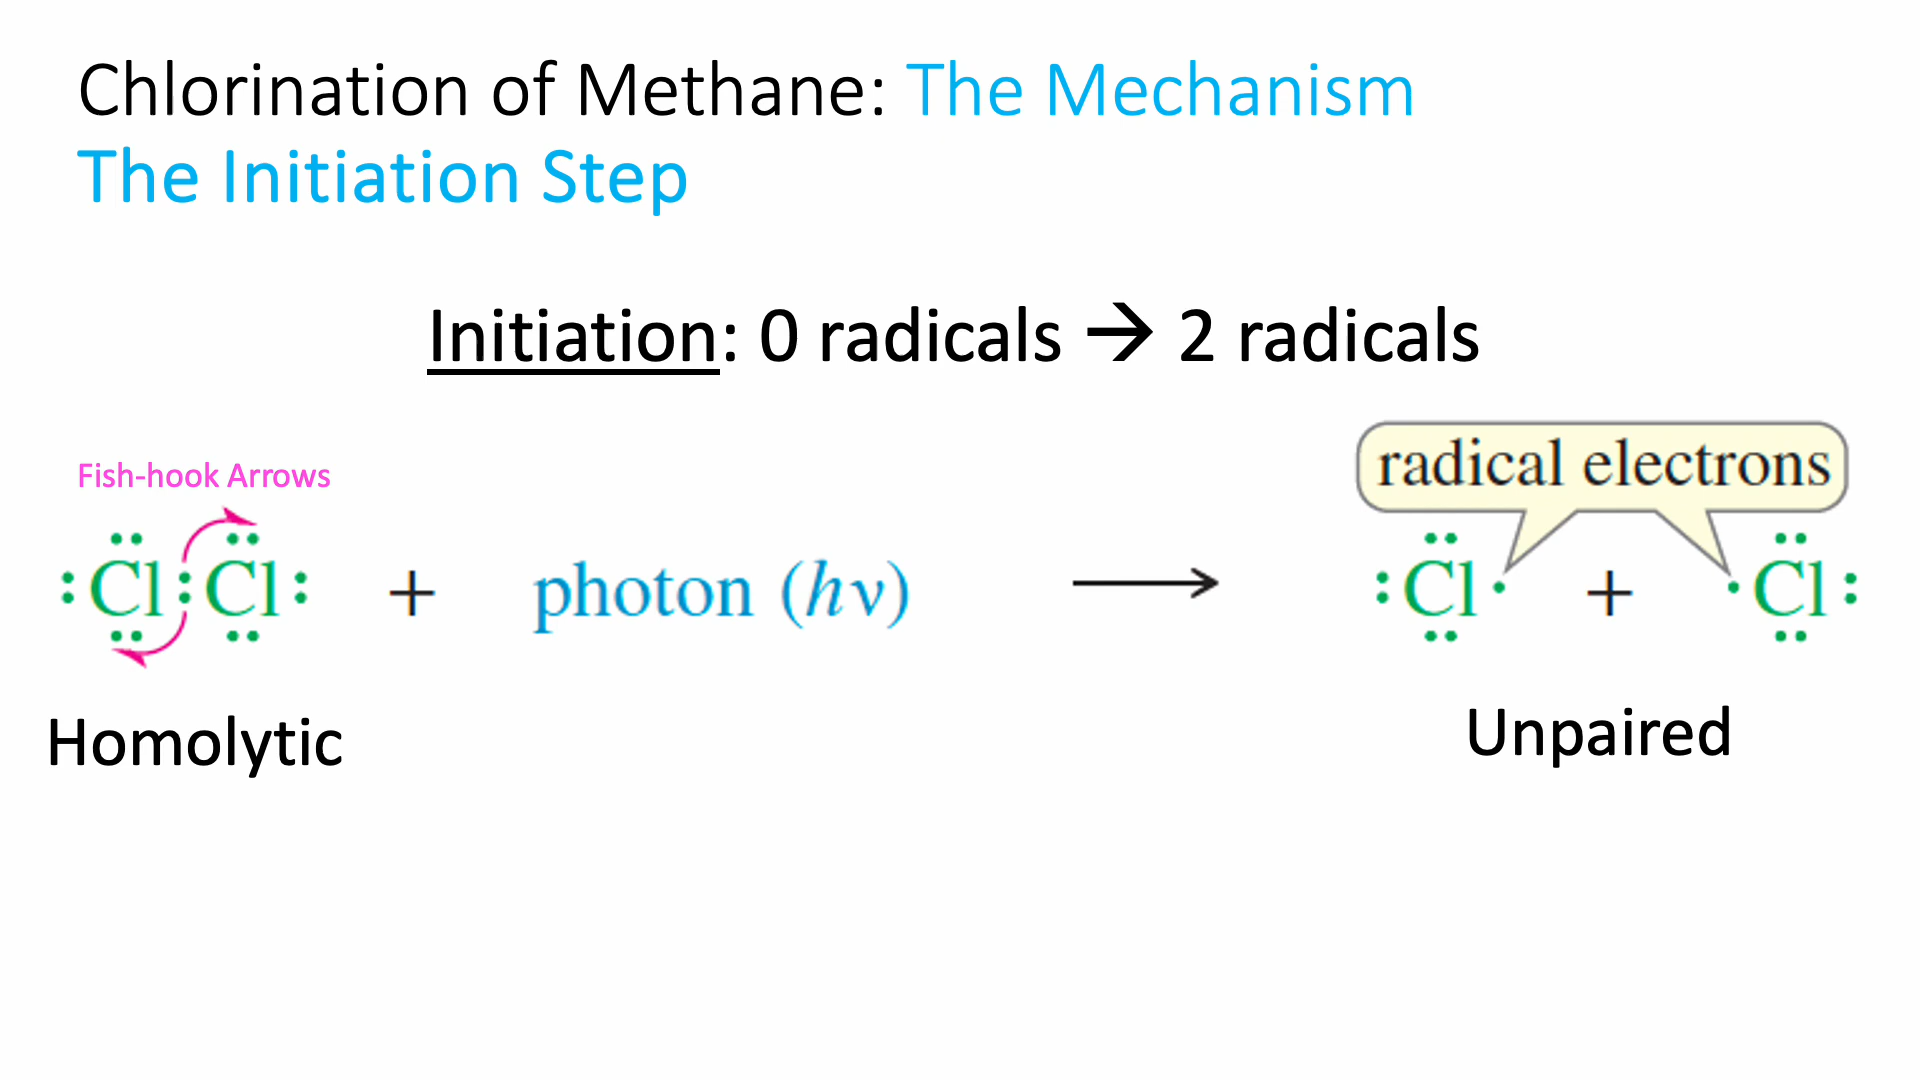 Chlorination of Methane: The Mechanism
The Initiation Step
Initiation: 0 radicals → 2 radicals
radical electrons
Fish-hook Arrows
:Cl:Cl: + photon (hν) ⟶ :Cl· + ·Cl:
Homolytic
Unpaired